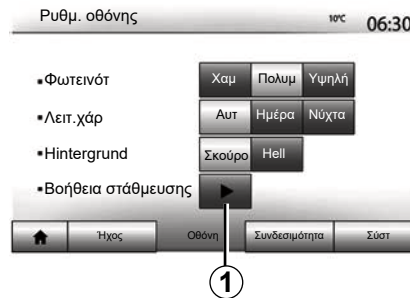 Ρυθμ. οθόνης 10°C 06:30
▪Φωτεινότ Χαμ Πολυμ Υψηλή
▪Λειτ.χάρ Αυτ Ημέρα Νύχτα
▪Hintergrund Σκούρο Hell
▪Βοήθεια στάθμευσης
Ήχος Οθόνη Συνδεσιμότητα Σύστ
1